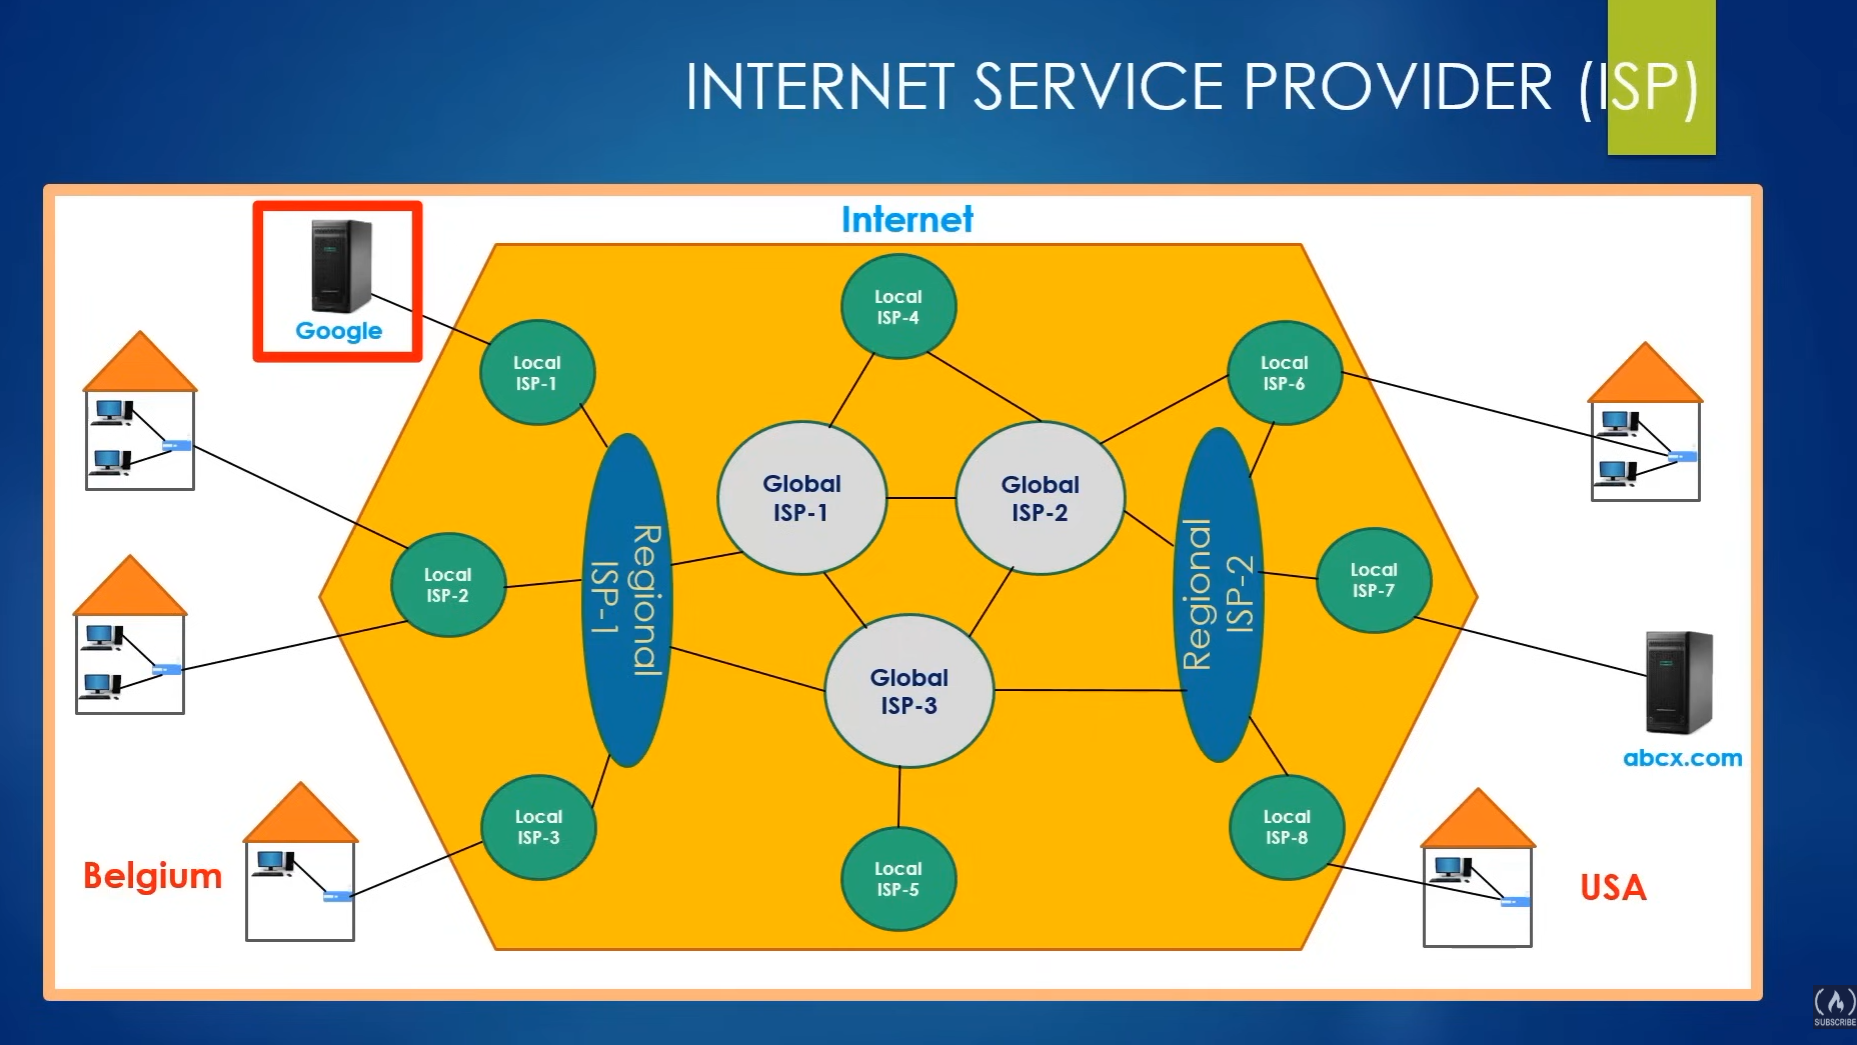 INTERNET SERVICE PROVIDER (ISP)
Internet
Google
Local
ISP-4
Local
ISP-1
Local
ISP-6
Global
ISP-1
Global
ISP-2
Local
ISP-2
Regional
ISP-1
Regional
ISP-2
Local
ISP-7
Global
ISP-3
abcx.com
Local
ISP-3
Local
ISP-8
Belgium
Local
ISP-5
USA
SUBSCRIBE